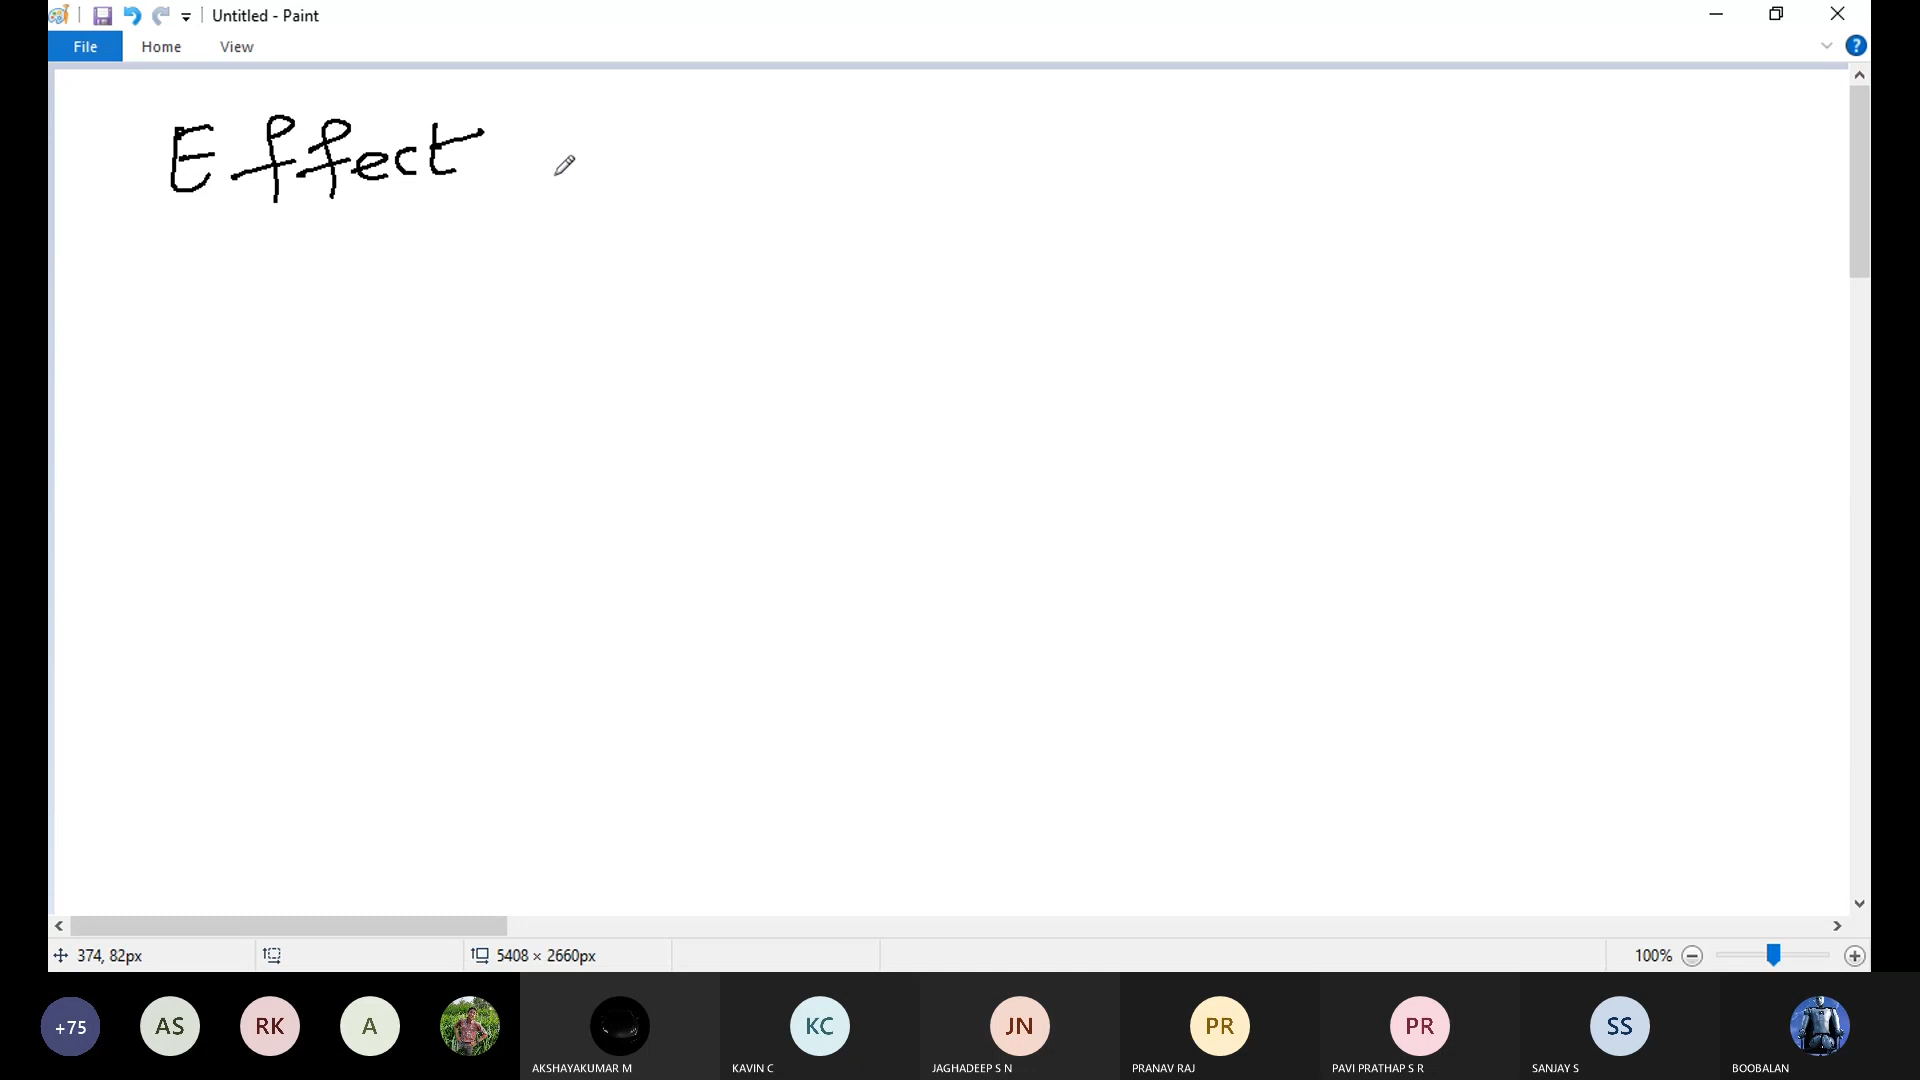 Untitled - Paint
File Home View
Effect
374, 82px
5408 × 2660px
100%
+75
AS
RK
A
KC
JN
PR
PR
SS
AKSHAYAKUMAR M
KAVIN C
JAGHADEEP S N
PRANAV RAJ
PAVI PRATHAP S R
SANJAY S
BOOBALAN